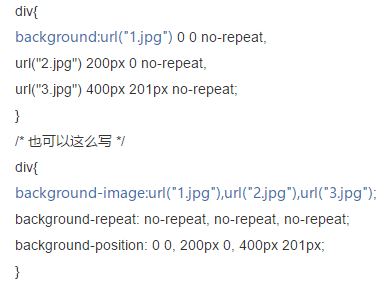 div{
background:url("1.jpg") 0 0 no-repeat,
url("2.jpg") 200px 0 no-repeat,
url("3.jpg") 400px 201px no-repeat;
}
/* 也可以这么写 */
div{
background-image:url("1.jpg"),url("2.jpg"),url("3.jpg");
background-repeat: no-repeat, no-repeat, no-repeat;
background-position: 0 0, 200px 0, 400px 201px;
}